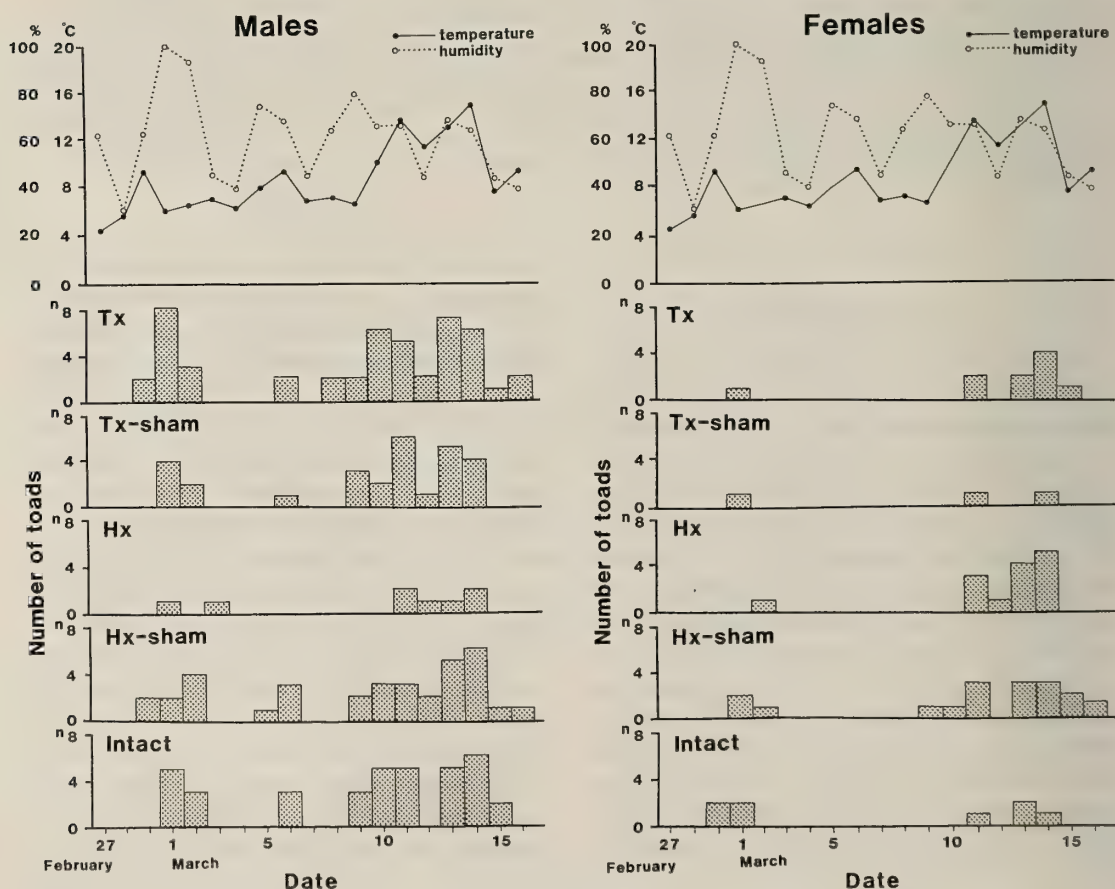 Males
% °C
temperature
humidity
100 20
80 16
60 12
40 8
20 4
0 0
n
8
4
0
Tx
n
8
4
0
Tx-sham
n
8
4
0
Hx
n
8
4
0
Hx-sham
n
8
4
0
Intact
Number of toads
27 1 5 10 15
February March
Date
Females
% °C
temperature
humidity
100 20
80 16
60 12
40 8
20 4
0 0
n
8
4
0
Tx
n
8
4
0
Tx-sham
n
8
4
0
Hx
n
8
4
0
Hx-sham
n
8
4
0
Intact
Number of toads
27 1 5 10 15
February March
Date